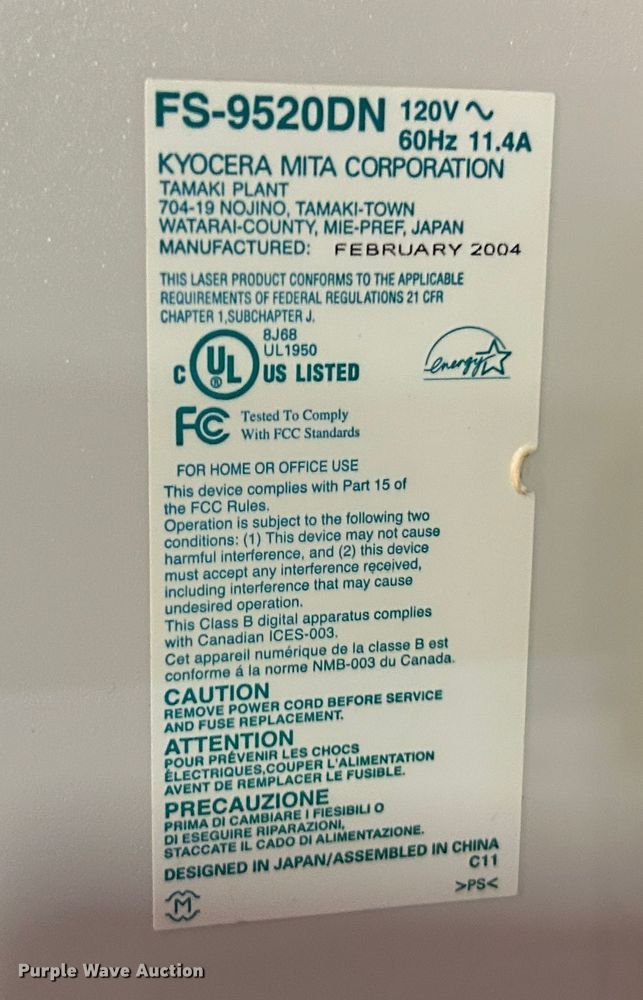 FS-9520DN 120V ~
60Hz 11.4A
KYOCERA MITA CORPORATION
TAMAKI PLANT
704-19 NOJINO, TAMAKI-TOWN
WATARAI-COUNTY, MIE-PREF, JAPAN
MANUFACTURED: FEBRUARY 2004
THIS LASER PRODUCT CONFORMS TO THE APPLICABLE
REQUIREMENTS OF FEDERAL REGULATIONS 21 CFR
CHAPTER 1,SUBCHAPTER J.
8J68
UL1950
C UL ® US LISTED
energy
FC Tested To Comply
With FCC Standards
FOR HOME OR OFFICE USE
This device complies with Part 15 of
the FCC Rules.
Operation is subject to the following two
conditions: (1) This device may not cause
harmful interference, and (2) this device
must accept any interference received,
including interference that may cause
undesired operation.
This Class B digital apparatus complies
with Canadian ICES-003.
Cet appareil numérique de la classe B est
conforme á la norme NMB-003 du Canada.
CAUTION
REMOVE POWER CORD BEFORE SERVICE
AND FUSE REPLACEMENT.
ATTENTION
POUR PRÉVENIR LES CHOCS
ÉLECTRIQUES,COUPER L'ALIMENTATION
AVENT DE REMPLACER LE FUSIBLE.
PRECAUZIONE
PRIMA DI CAMBIARE I FIESIBILI O
DI ESEGUIRE RIPARAZIONI,
STACCATE IL CADO DI ALIMENTAZIONE.
DESIGNED IN JAPAN/ASSEMBLED IN CHINA
C11
M >PS<
Purple Wave Auction